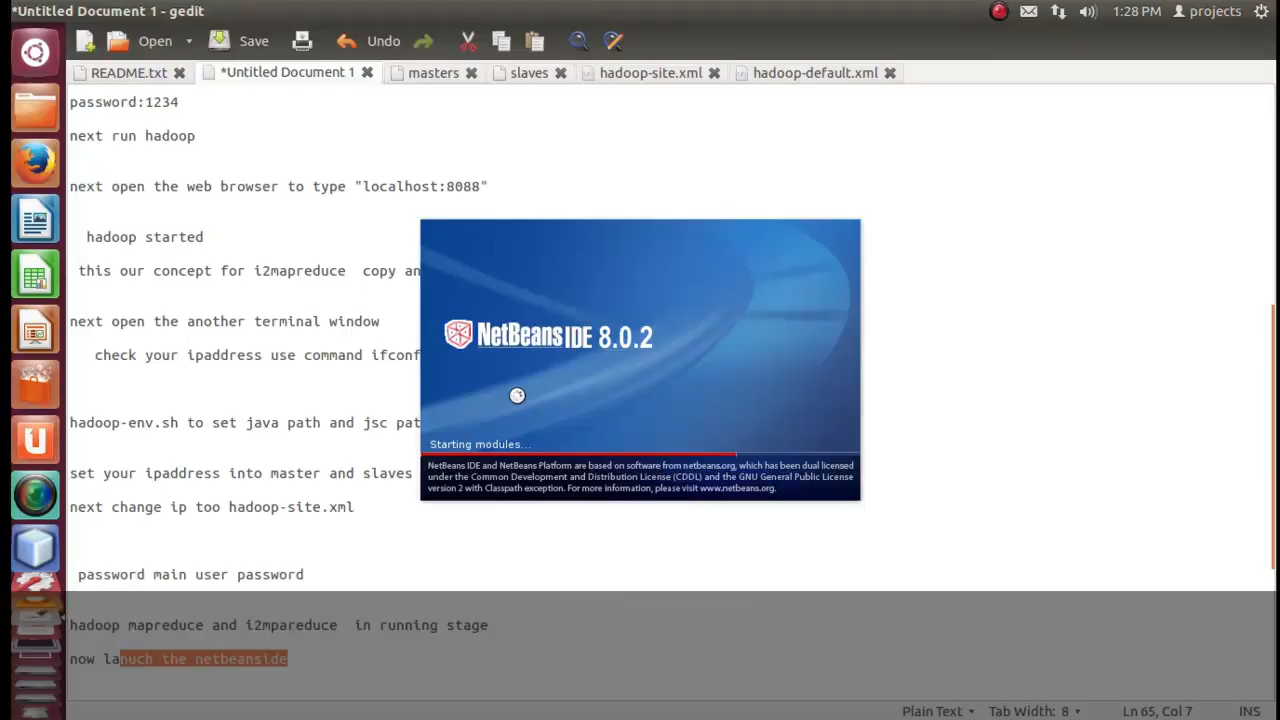 *Untitled Document 1 - gedit
1:28 PM
projects
Open
Save
Undo
README.txt
*Untitled Document 1
masters
slaves
hadoop-site.xml
hadoop-default.xml
password:1234
next run hadoop
next open the web browser to type "localhost:8088"
hadoop started
this our concept for i2mapreduce  copy an
next open the another terminal window
check your ipaddress use command ifconf
hadoop-env.sh to set java path and jsc pat
set your ipaddress into master and slaves
next change ip too hadoop-site.xml
password main user password
hadoop mapreduce and i2mpareduce  in running stage
now lanuch the netbeanside
NetBeans IDE 8.0.2
Starting modules...
NetBeans IDE and NetBeans Platform are based on software from netbeans.org, which has been dual licensed
under the Common Development and Distribution License (CDDL) and the GNU General Public License
version 2 with Classpath exception. For more information, please visit www.netbeans.org.
Plain Text
Tab Width: 8
Ln 65, Col 7
INS